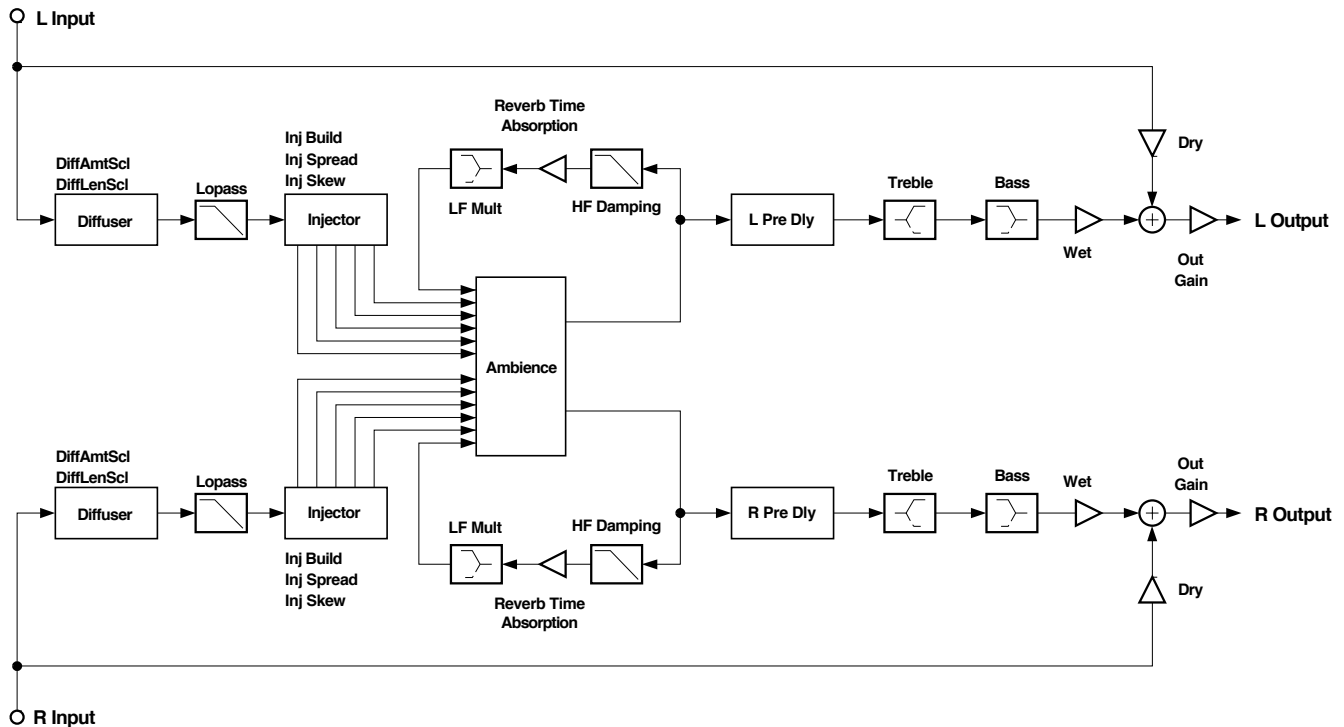 L Input
Reverb Time
Absorption
Dry
Inj Build
Inj Spread
Inj Skew
DiffAmtScl
DiffLenScl
Lopass
Treble
Bass
Diffuser
Injector
LF Mult
HF Damping
L Pre Dly
Wet
L Output
Out
Gain
Ambience
DiffAmtScl
DiffLenScl
Lopass
Treble
Bass
Wet
Out
Gain
Diffuser
Injector
LF Mult
HF Damping
R Pre Dly
R Output
Inj Build
Inj Spread
Inj Skew
Reverb Time
Absorption
Dry
R Input